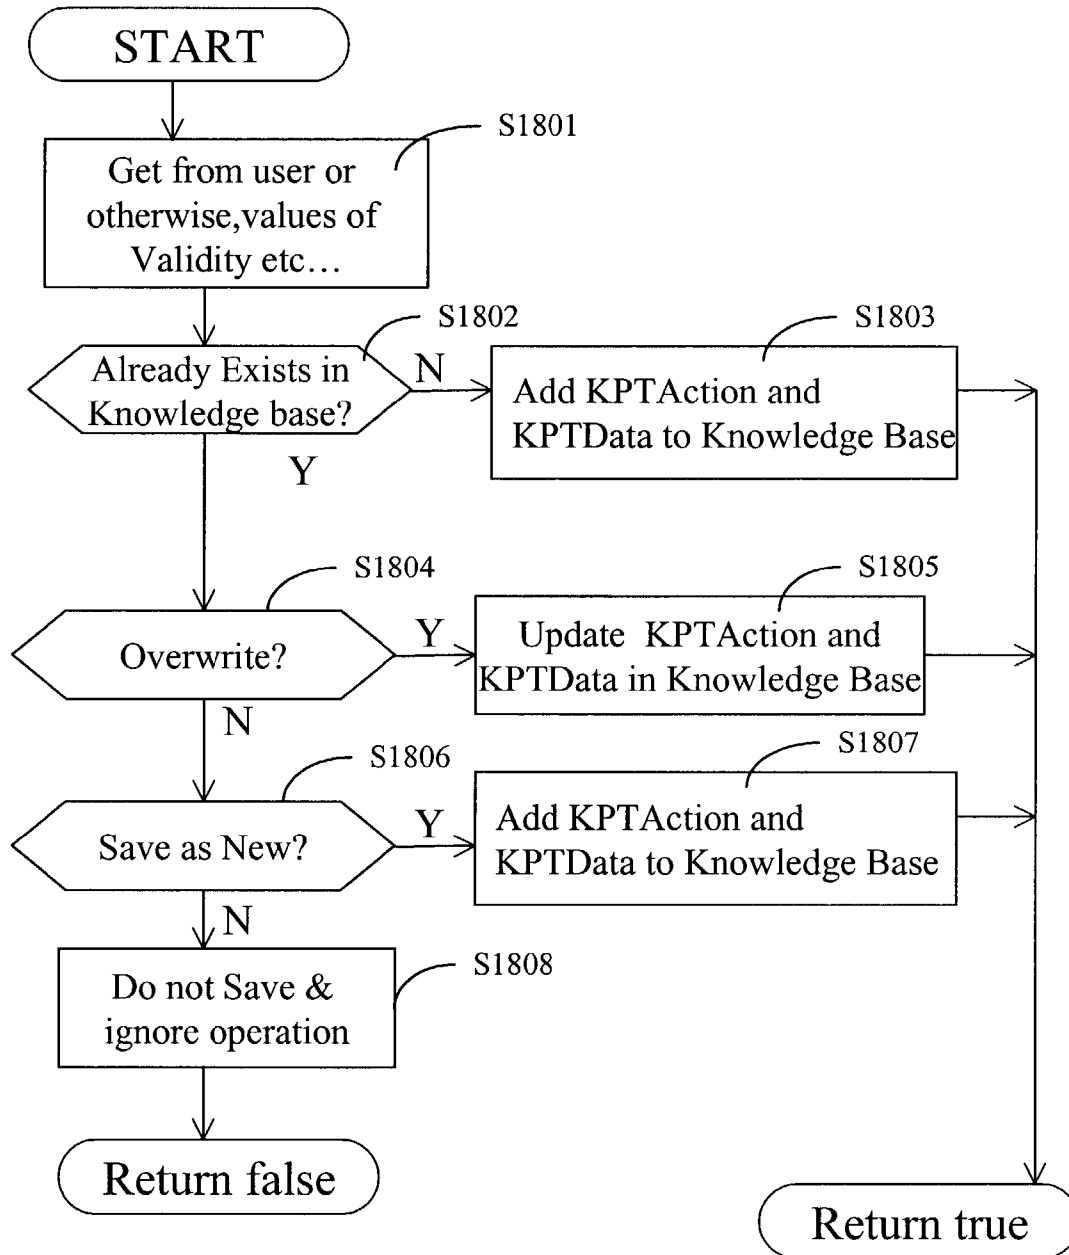 START
S1801
Get from user or
otherwise,values of
Validity etc...
S1802
S1803
Already Exists in
Knowledge base?
N
Add KPTAction and
KPTData to Knowledge Base
Y
S1804
S1805
Overwrite?
Y
Update KPTAction and
KPTData in Knowledge Base
N
S1806
S1807
Save as New?
Y
Add KPTAction and
KPTData to Knowledge Base
N
S1808
Do not Save &
ignore operation
Return false
Return true